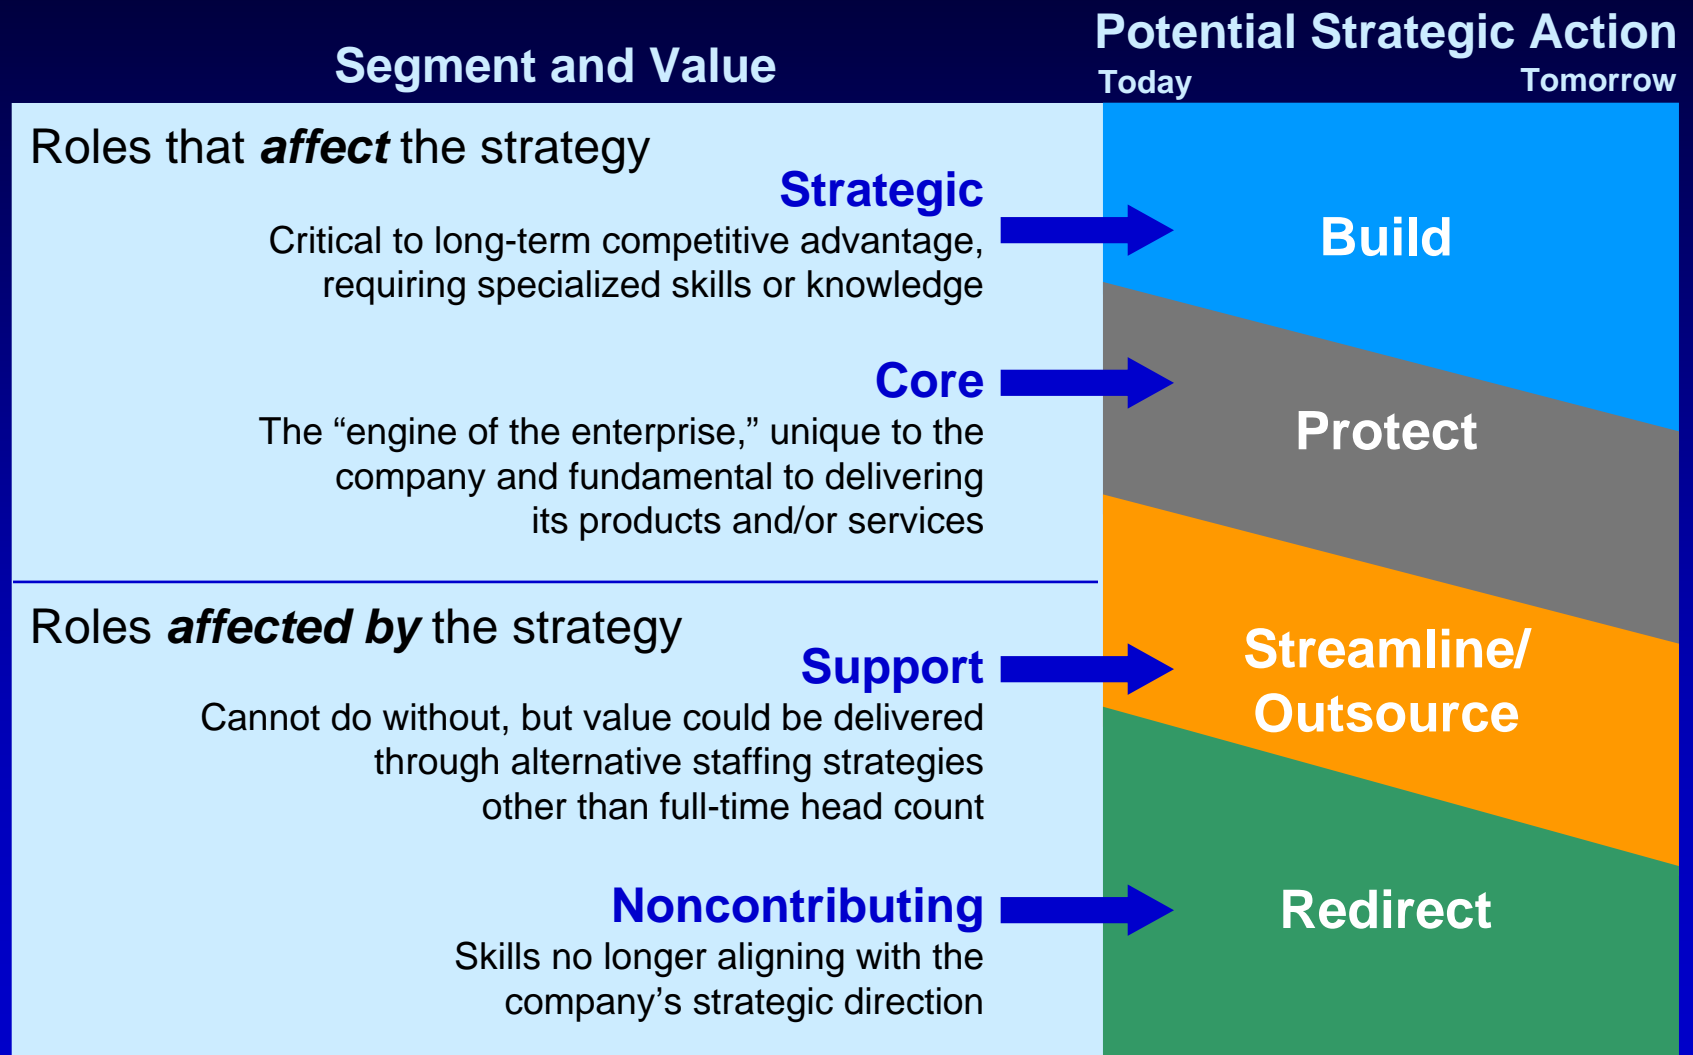 Segment and Value
Potential Strategic Action
Today
Tomorrow
Roles that affect the strategy
Strategic
Critical to long-term competitive advantage,
requiring specialized skills or knowledge
Build
Core
The “engine of the enterprise,” unique to the
company and fundamental to delivering
its products and/or services
Protect
Roles affected by the strategy
Support
Cannot do without, but value could be delivered
through alternative staffing strategies
other than full-time head count
Streamline/
Outsource
Noncontributing
Skills no longer aligning with the
company’s strategic direction
Redirect